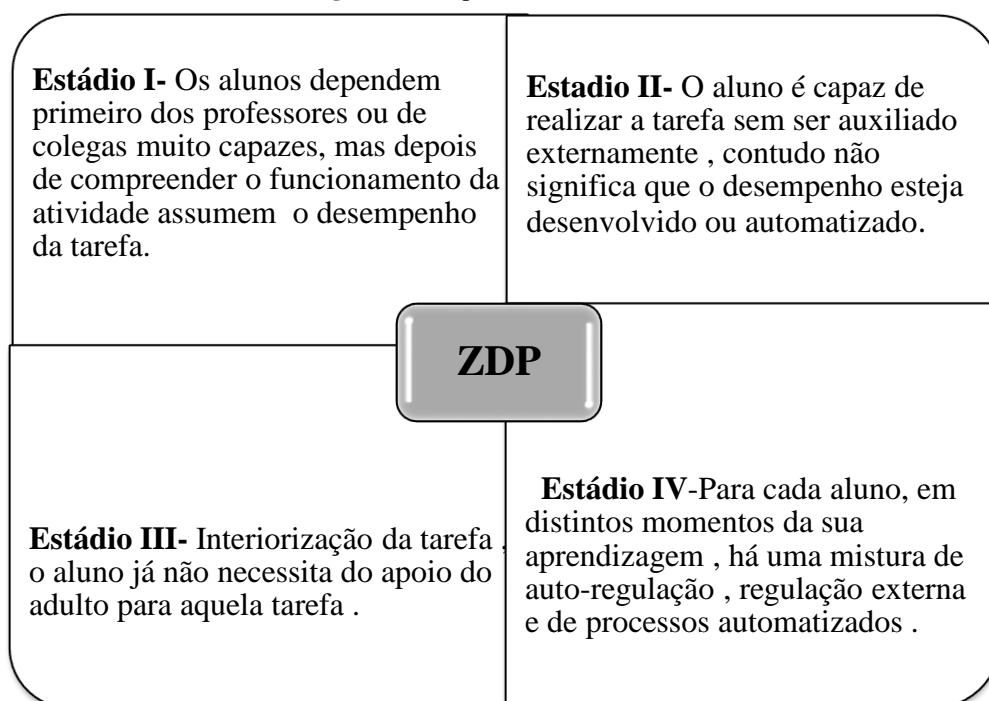 Estádio I- Os alunos dependem
primeiro dos professores ou de
colegas muito capazes, mas depois
de compreender o funcionamento da
atividade assumem o desempenho
da tarefa.
Estadio II- O aluno é capaz de
realizar a tarefa sem ser auxiliado
externamente , contudo não
significa que o desempenho esteja
desenvolvido ou automatizado.
ZDP
Estádio III- Interiorização da tarefa ,
o aluno já não necessita do apoio do
adulto para aquela tarefa .
Estádio IV-Para cada aluno, em
distintos momentos da sua
aprendizagem , há uma mistura de
auto-regulação , regulação externa
e de processos automatizados .